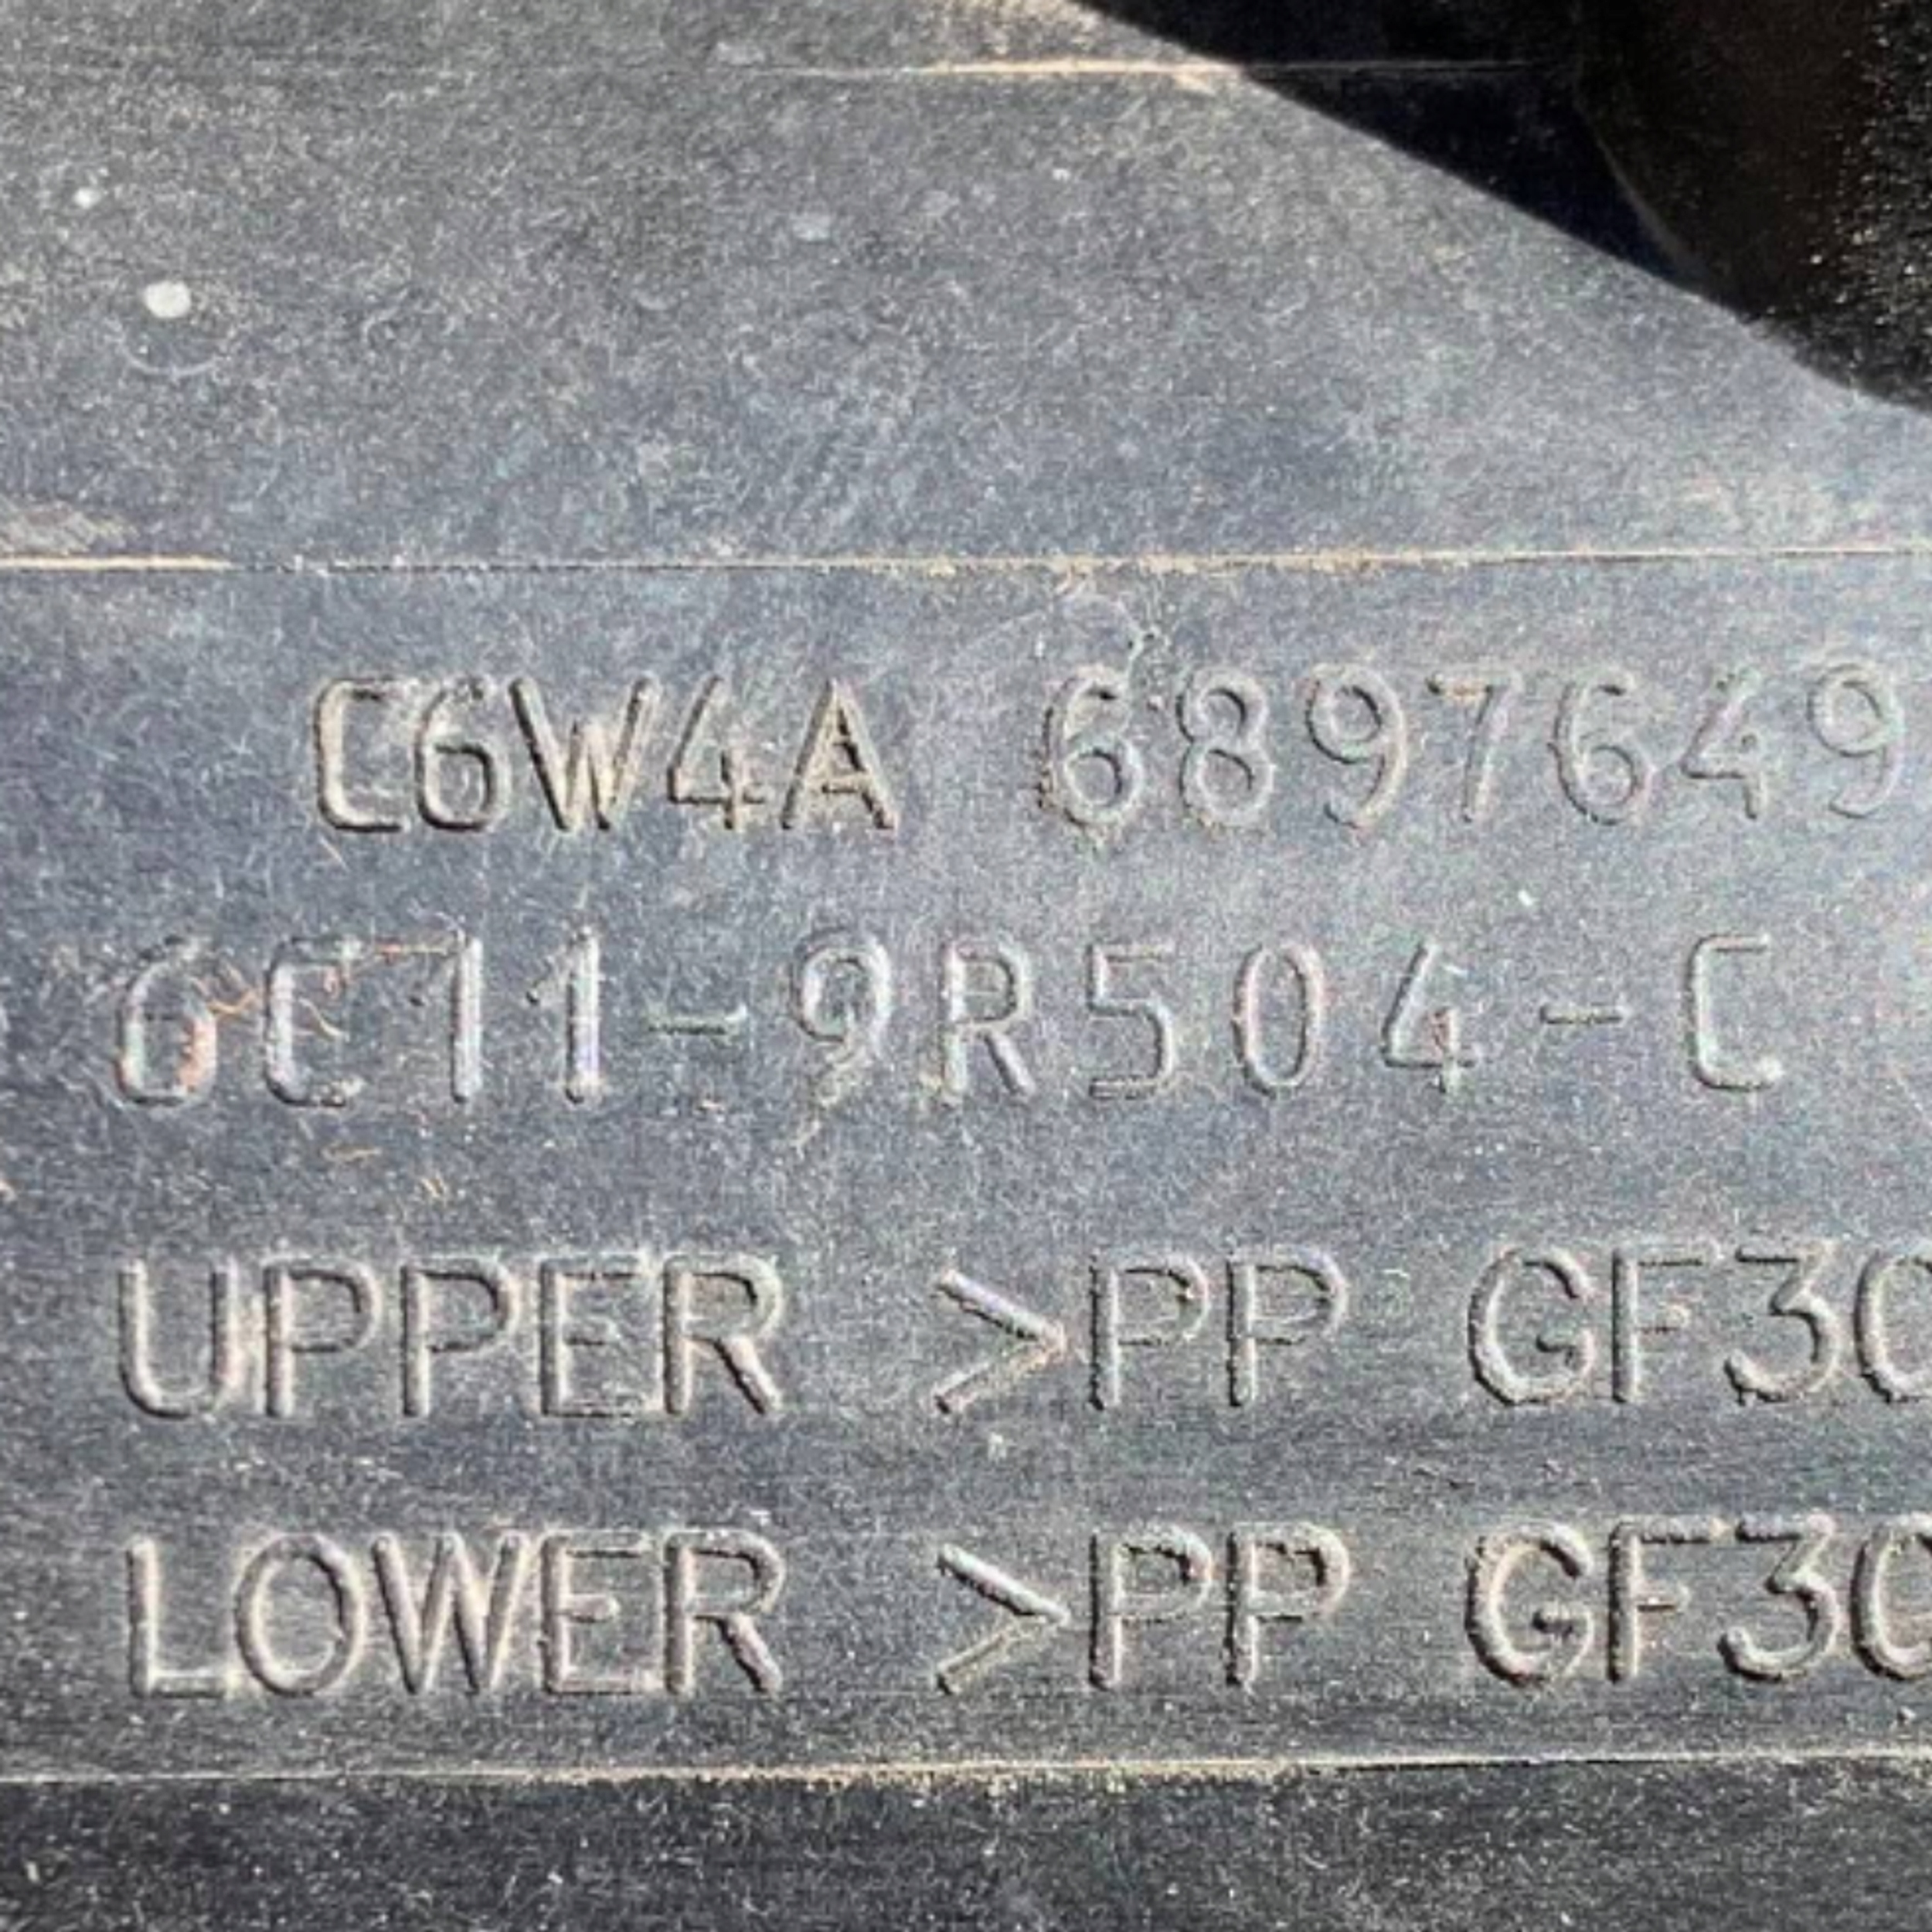 C6W4A 6897649
6C11-9R504-C
UPPER >PP GF30
LOWER >PP GF30